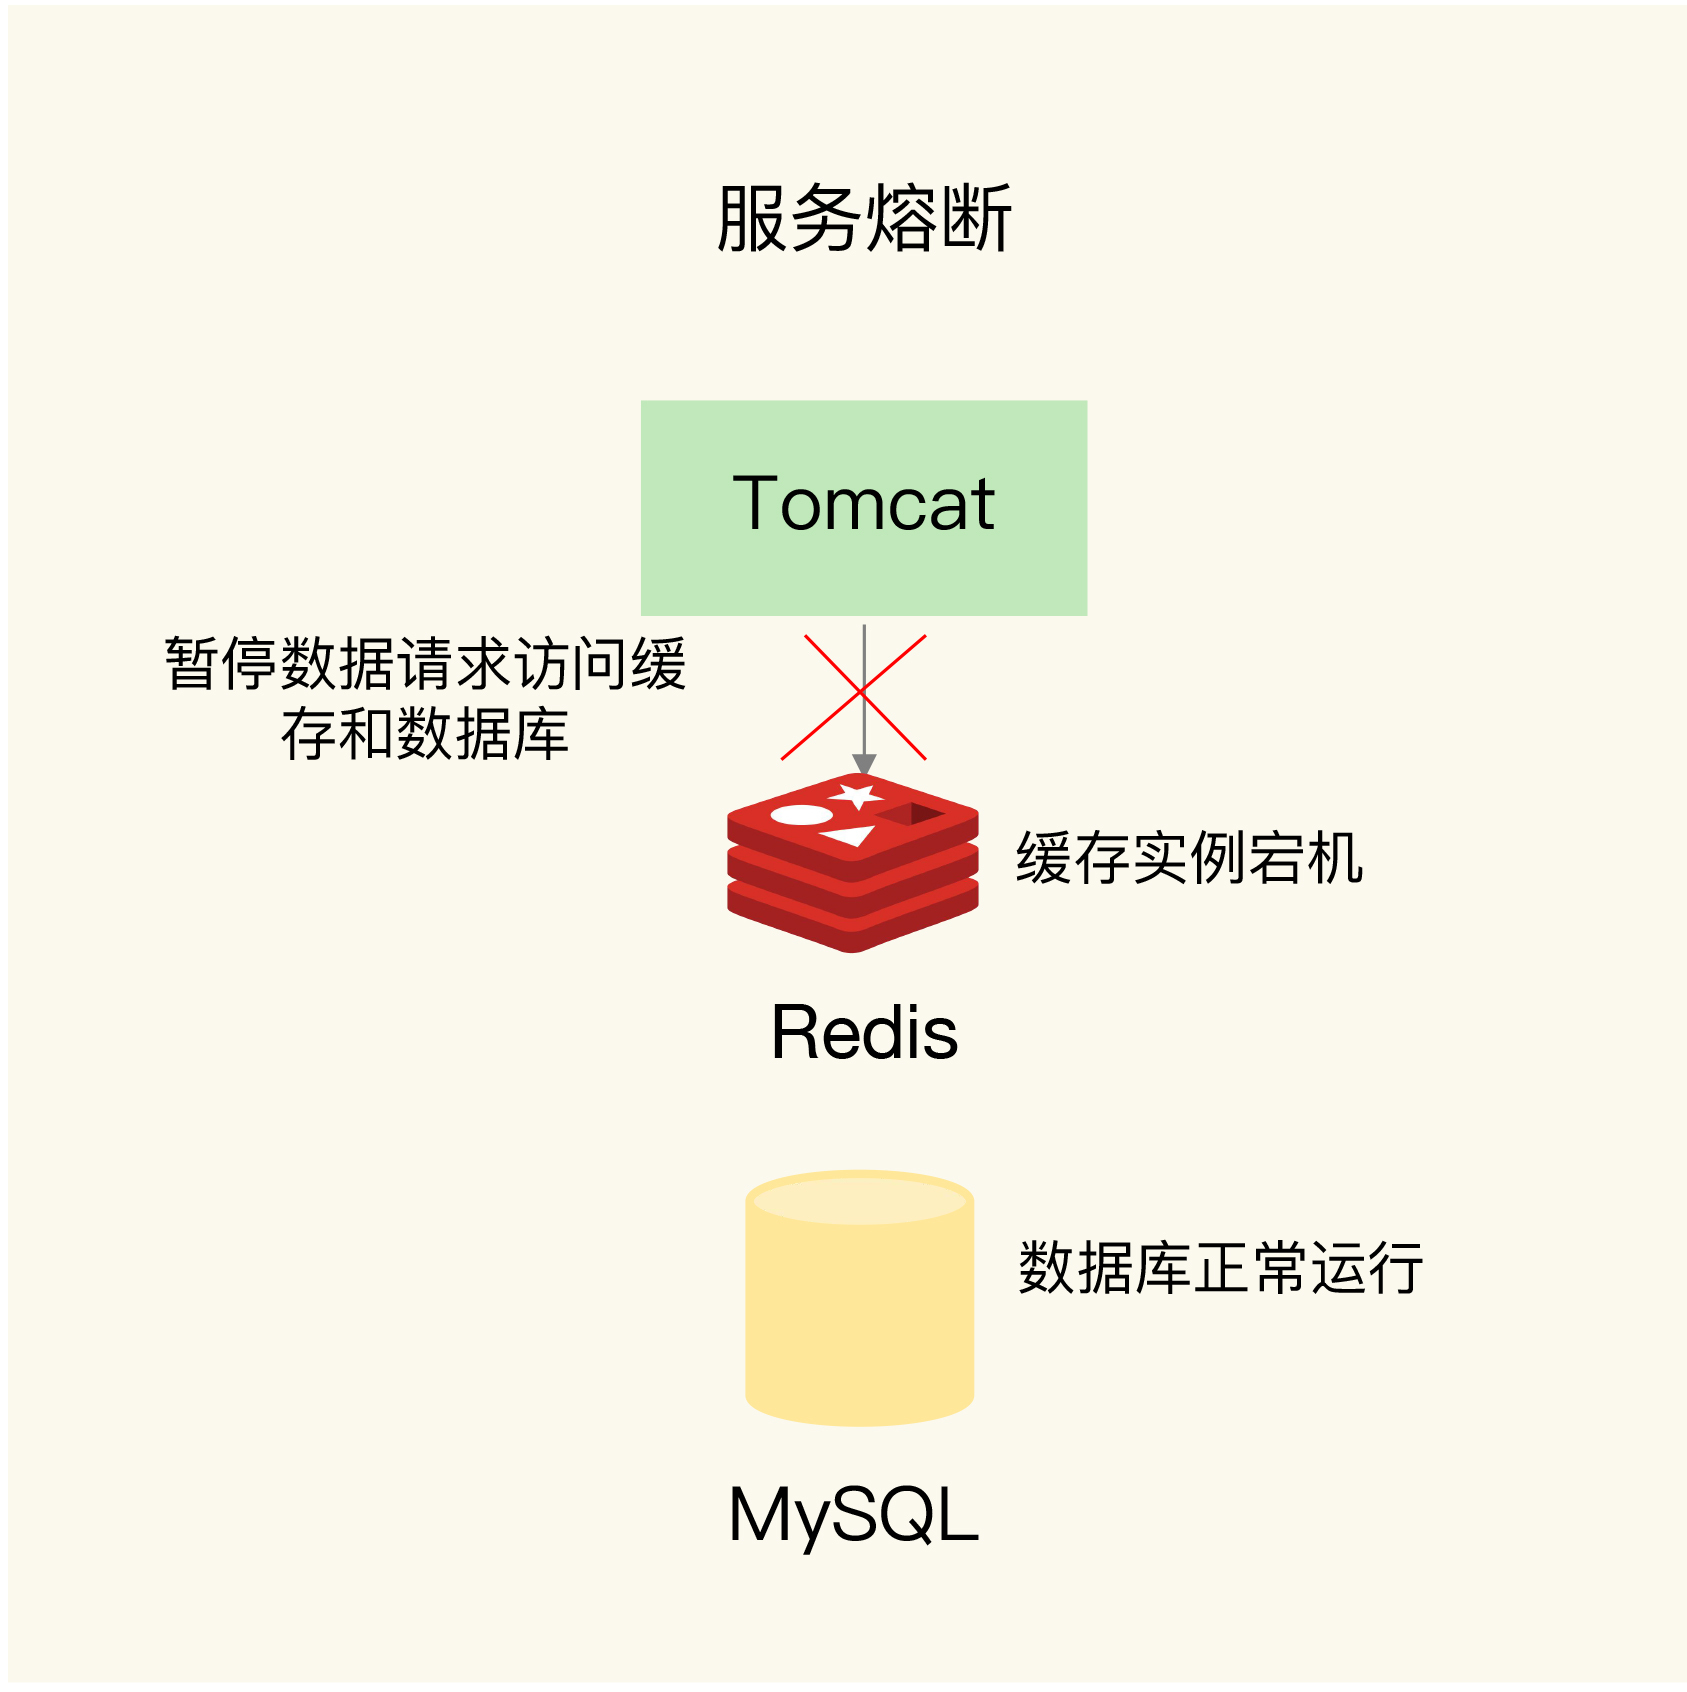 服务熔断
Tomcat
暂停数据请求访问缓
存和数据库
缓存实例宕机
Redis
数据库正常运行
MySQL